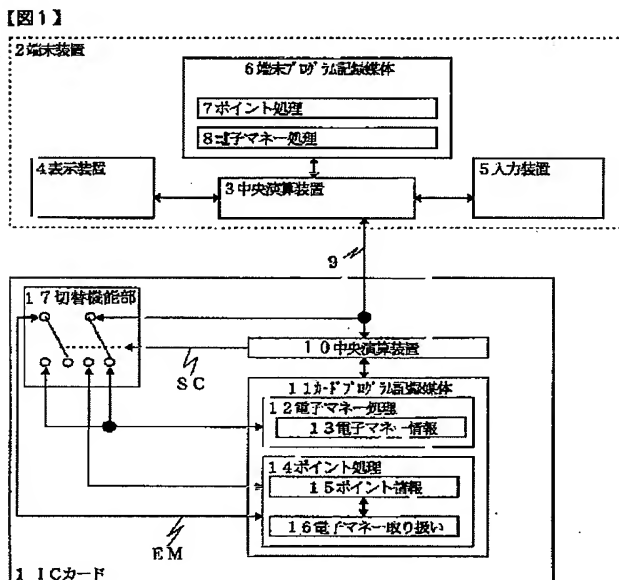 【図1】
2端末装置
6端末プログラム記録媒体
7ポイント処理
8電子マネー処理
4表示装置
3中央演算装置
5入力装置
9
17切替機能部
10中央演算装置
SC
11カードプログラム記録媒体
12電子マネー処理
13電子マネー情報
14ポイント処理
15ポイント情報
16電子マネー取り扱い
EM
1 ICカード